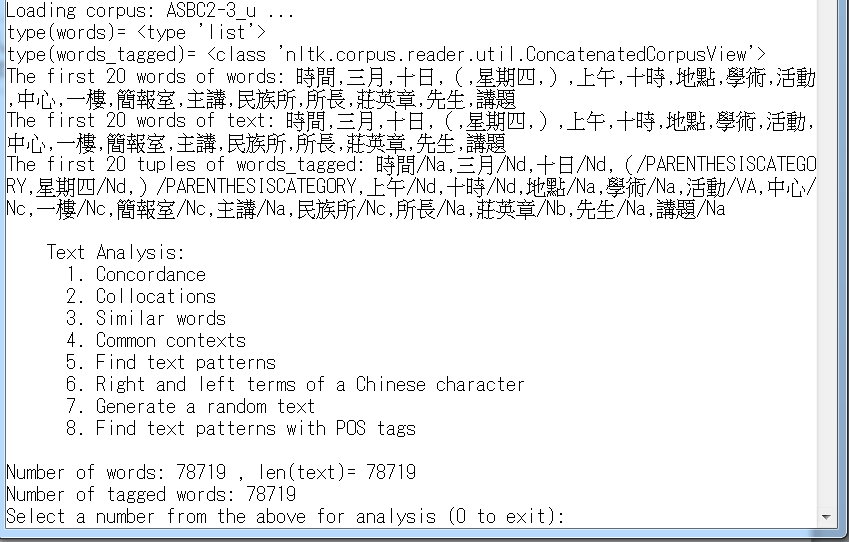 Loading corpus: ASBC2-3_u ...
type(words)= <type 'list'>
type(words_tagged)= <class 'nltk.corpus.reader.util.ConcatenatedCorpusView'>
The first 20 words of words: 時間,三月,十日,（,星期四,）,上午,十時,地點,學術,活動
,中心,一樓,簡報室,主講,民族所,所長,莊英章,先生,講題
The first 20 words of text: 時間,三月,十日,（,星期四,）,上午,十時,地點,學術,活動,
中心,一樓,簡報室,主講,民族所,所長,莊英章,先生,講題
The first 20 tuples of words_tagged: 時間/Na,三月/Nd,十日/Nd,（/PARENTHESISCATEGO
RY,星期四/Nd,）/PARENTHESISCATEGORY,上午/Nd,十時/Nd,地點/Na,學術/Na,活動/VA,中心/
Nc,一樓/Nc,簡報室/Nc,主講/Na,民族所/Nc,所長/Na,莊英章/Nb,先生/Na,講題/Na
Text Analysis:
1. Concordance
2. Collocations
3. Similar words
4. Common contexts
5. Find text patterns
6. Right and left terms of a Chinese character
7. Generate a random text
8. Find text patterns with POS tags
Number of words: 78719 , len(text)= 78719
Number of tagged words: 78719
Select a number from the above for analysis (0 to exit):